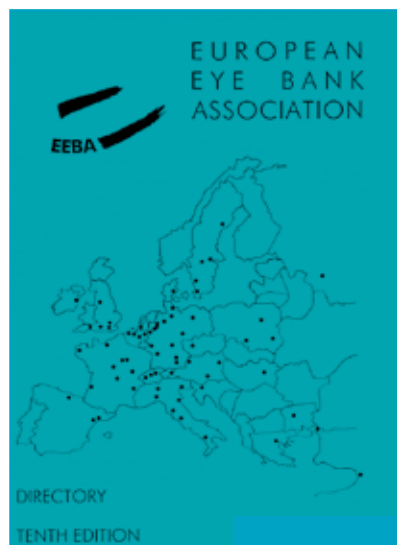 EUROPEAN
EYE BANK
ASSOCIATION
EEBA
DIRECTORY
TENTH EDITION